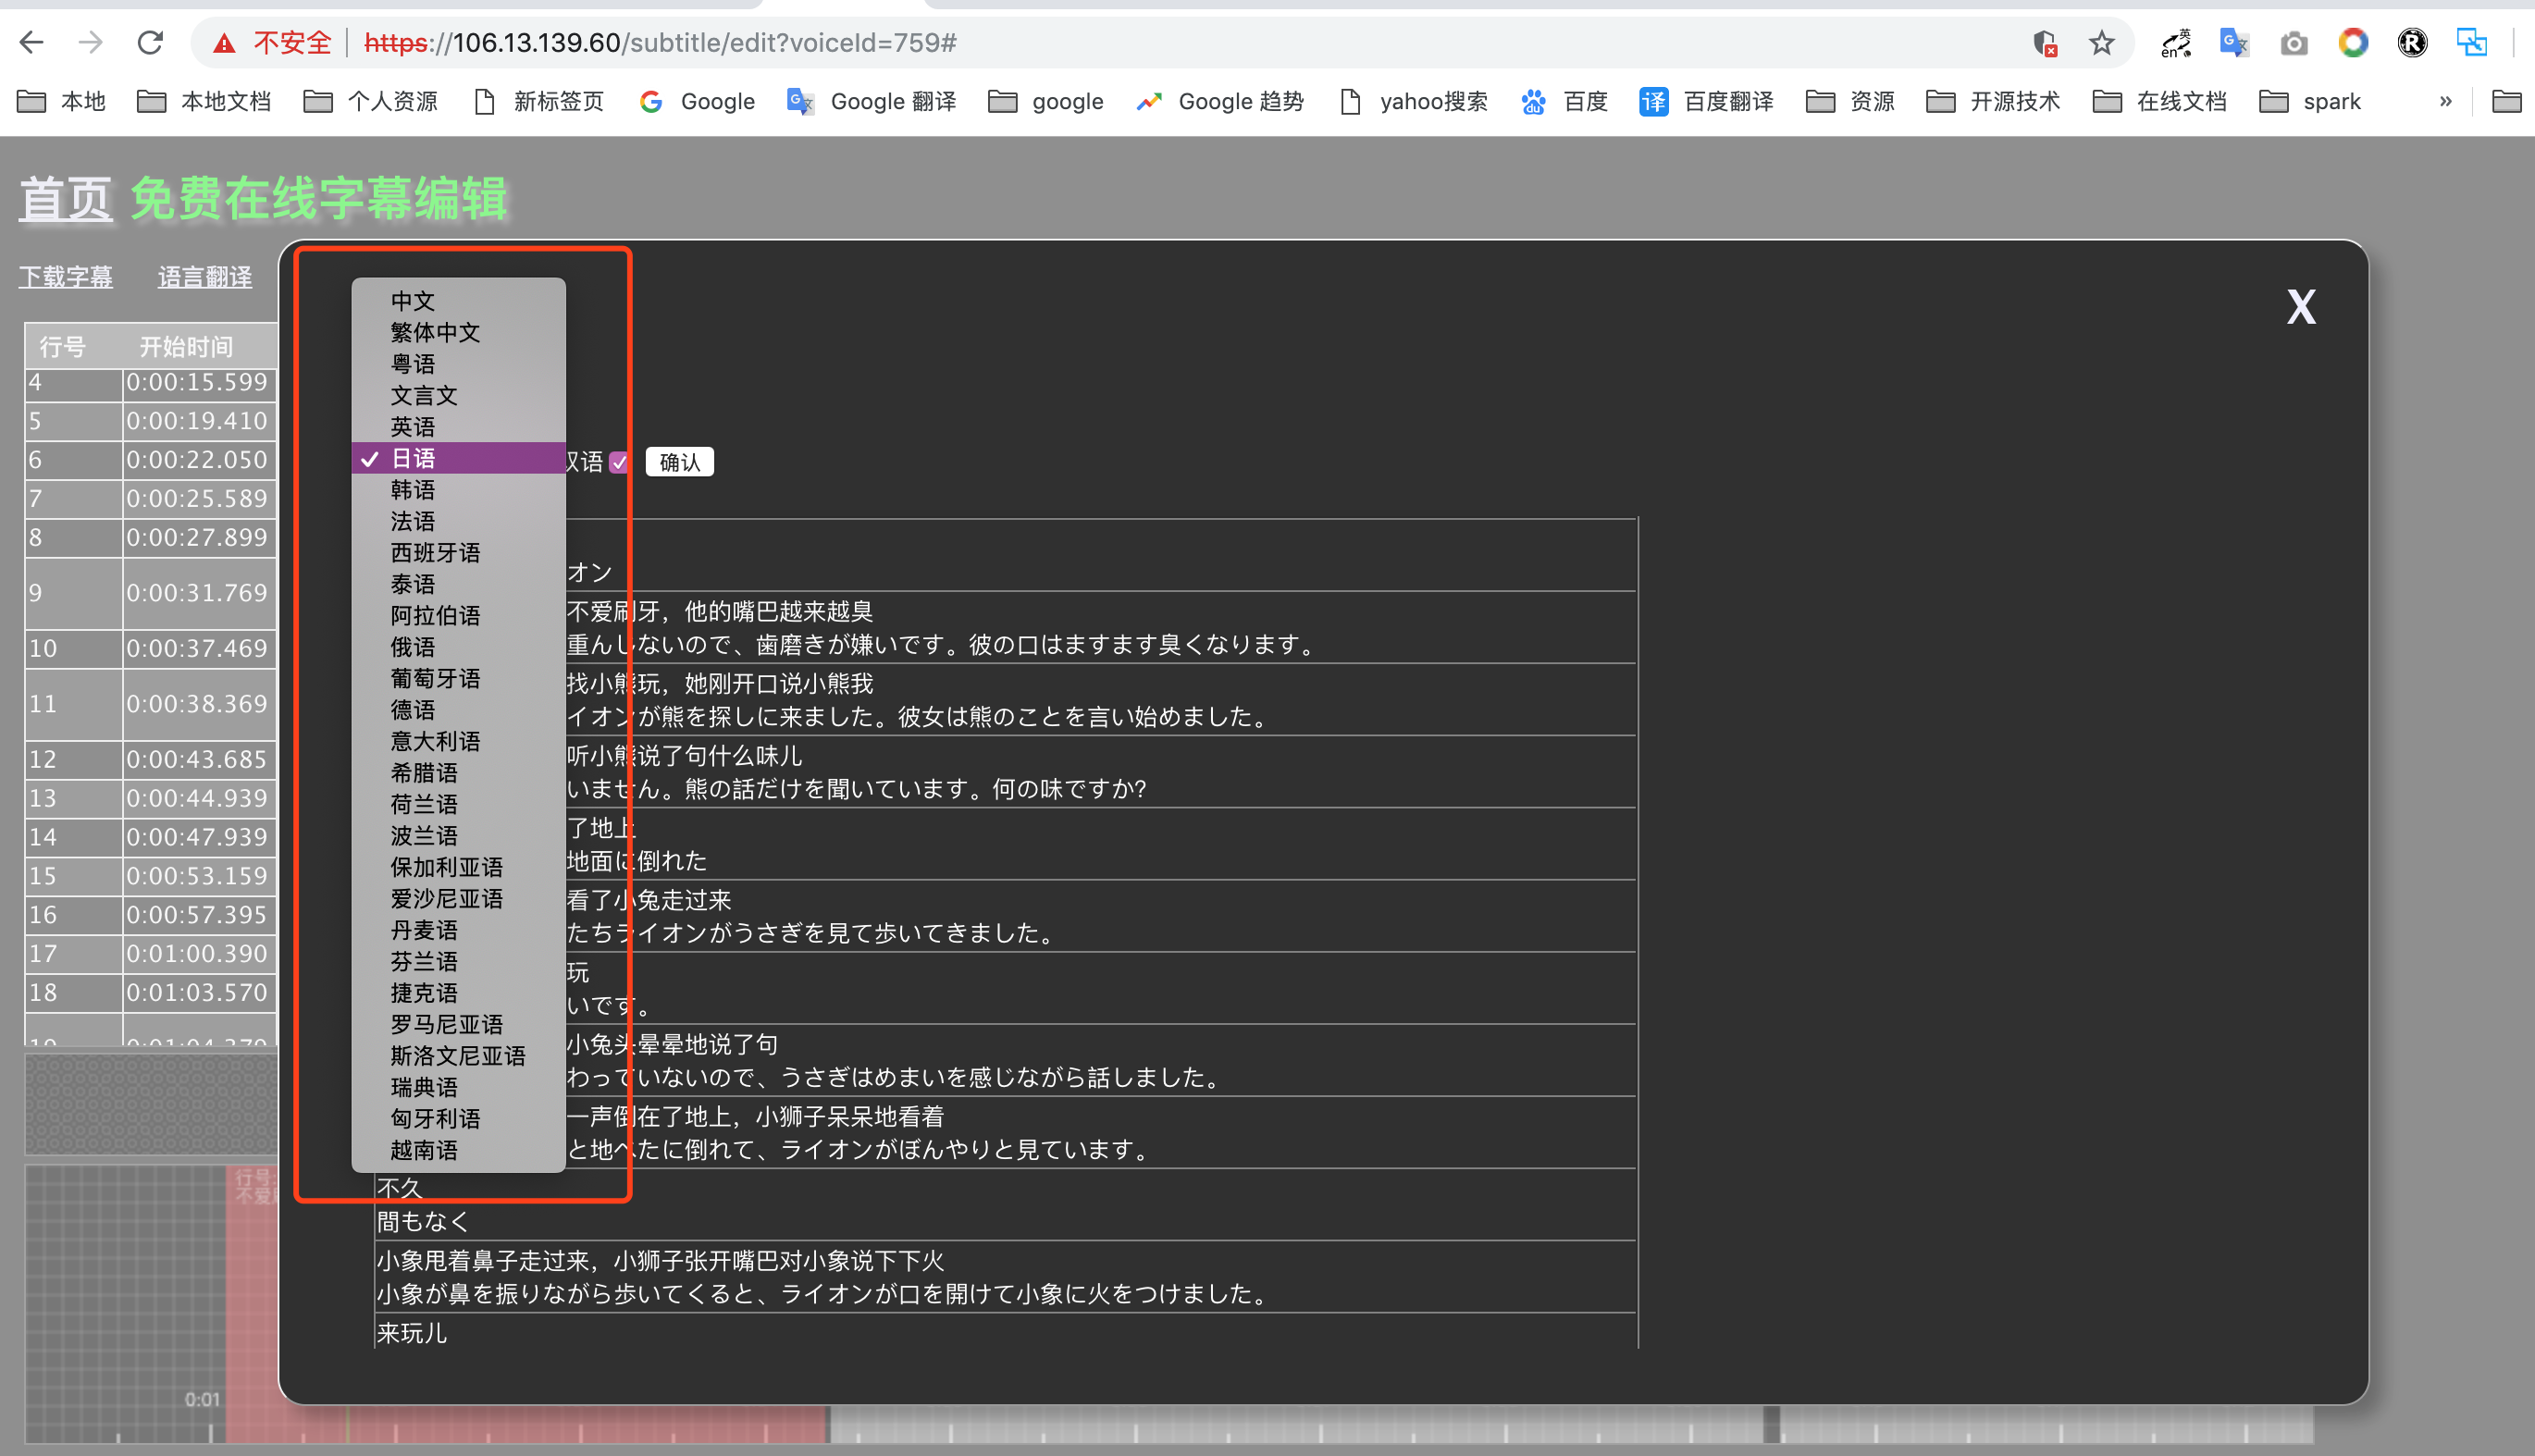 不安全 https://106.13.139.60/subtitle/edit?voiceId=759#
本地 本地文档 个人资源 新标签页 Google Google 翻译 google Google 趋势 yahoo搜索 百度 百度翻译 资源 开源技术 在线文档 spark »
首页 免费在线字幕编辑
下载字幕 语言翻译
X
行号 开始时间
4 0:00:15.599
5 0:00:19.410
6 0:00:22.050
7 0:00:25.589
8 0:00:27.899
9 0:00:31.769
10 0:00:37.469
11 0:00:38.369
12 0:00:43.685
13 0:00:44.939
14 0:00:47.939
15 0:00:53.159
16 0:00:57.395
17 0:01:00.390
18 0:01:03.570
19 0:01:04.379
中文
繁体中文
粤语
文言文
英语
日语
韩语
法语
西班牙语
泰语
阿拉伯语
俄语
葡萄牙语
德语
意大利语
希腊语
荷兰语
波兰语
保加利亚语
爱沙尼亚语
丹麦语
芬兰语
捷克语
罗马尼亚语
斯洛文尼亚语
瑞典语
匈牙利语
越南语
语 确认
オン
不爱刷牙，他的嘴巴越来越臭
重んしないので、歯磨きが嫌いです。彼の口はますます臭くなります。
找小熊玩，她刚开口说小熊我
イオンが熊を探しに来ました。彼女は熊のことを言い始めました。
听小熊说了句什么味儿
いません。熊の話だけを聞いています。何の味ですか?
了地上
地面に倒れた
看了小兔走过来
たちライオンがうさぎを見て歩いてきました。
玩
いです。
小兔头晕晕地说了句
わっていないので、うさぎはめまいを感じながら話しました。
一声倒在了地上，小狮子呆呆地看着
と地べたに倒れて、ライオンがぼんやりと見ています。
不久
間もなく
小象甩着鼻子走过来，小狮子张开嘴巴对小象说下下火
小象が鼻を振りながら歩いてくると、ライオンが口を開けて小象に火をつけました。
来玩儿
行号:
不爱
0:01